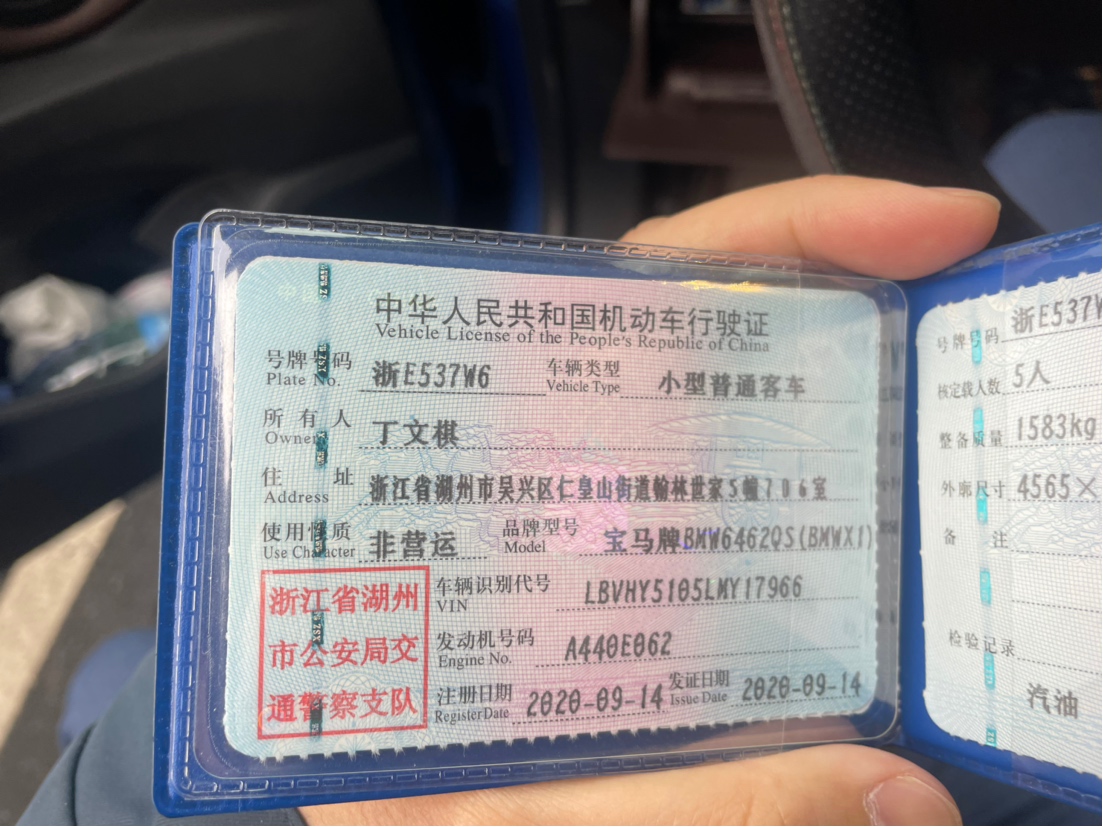 中华人民共和国机动车行驶证
Vehicle License of the People's Republic of China
号牌号码 浙E537W6 车辆类型 小型普通客车
Plate No. Vehicle Type
所有人 丁文棋
Owner
住址 浙江省湖州市吴兴区仁皇山街道翰林世家5幢706室
Address
使用性质 非营运 品牌型号 宝马牌BMW6462QS(BMWX1)
Use Character Model
浙江省湖州
市公安局交
通警察支队
车辆识别代号 LBVHY5105LMY17966
VIN
发动机号码 A440E062
Engine No.
注册日期 2020-09-14 发证日期 2020-09-14
Register Date Issue Date
号牌号码 浙E537W
核定载人数 5人
整备质量 1583kg
外廓尺寸 4565×
备注
检验记录
汽油